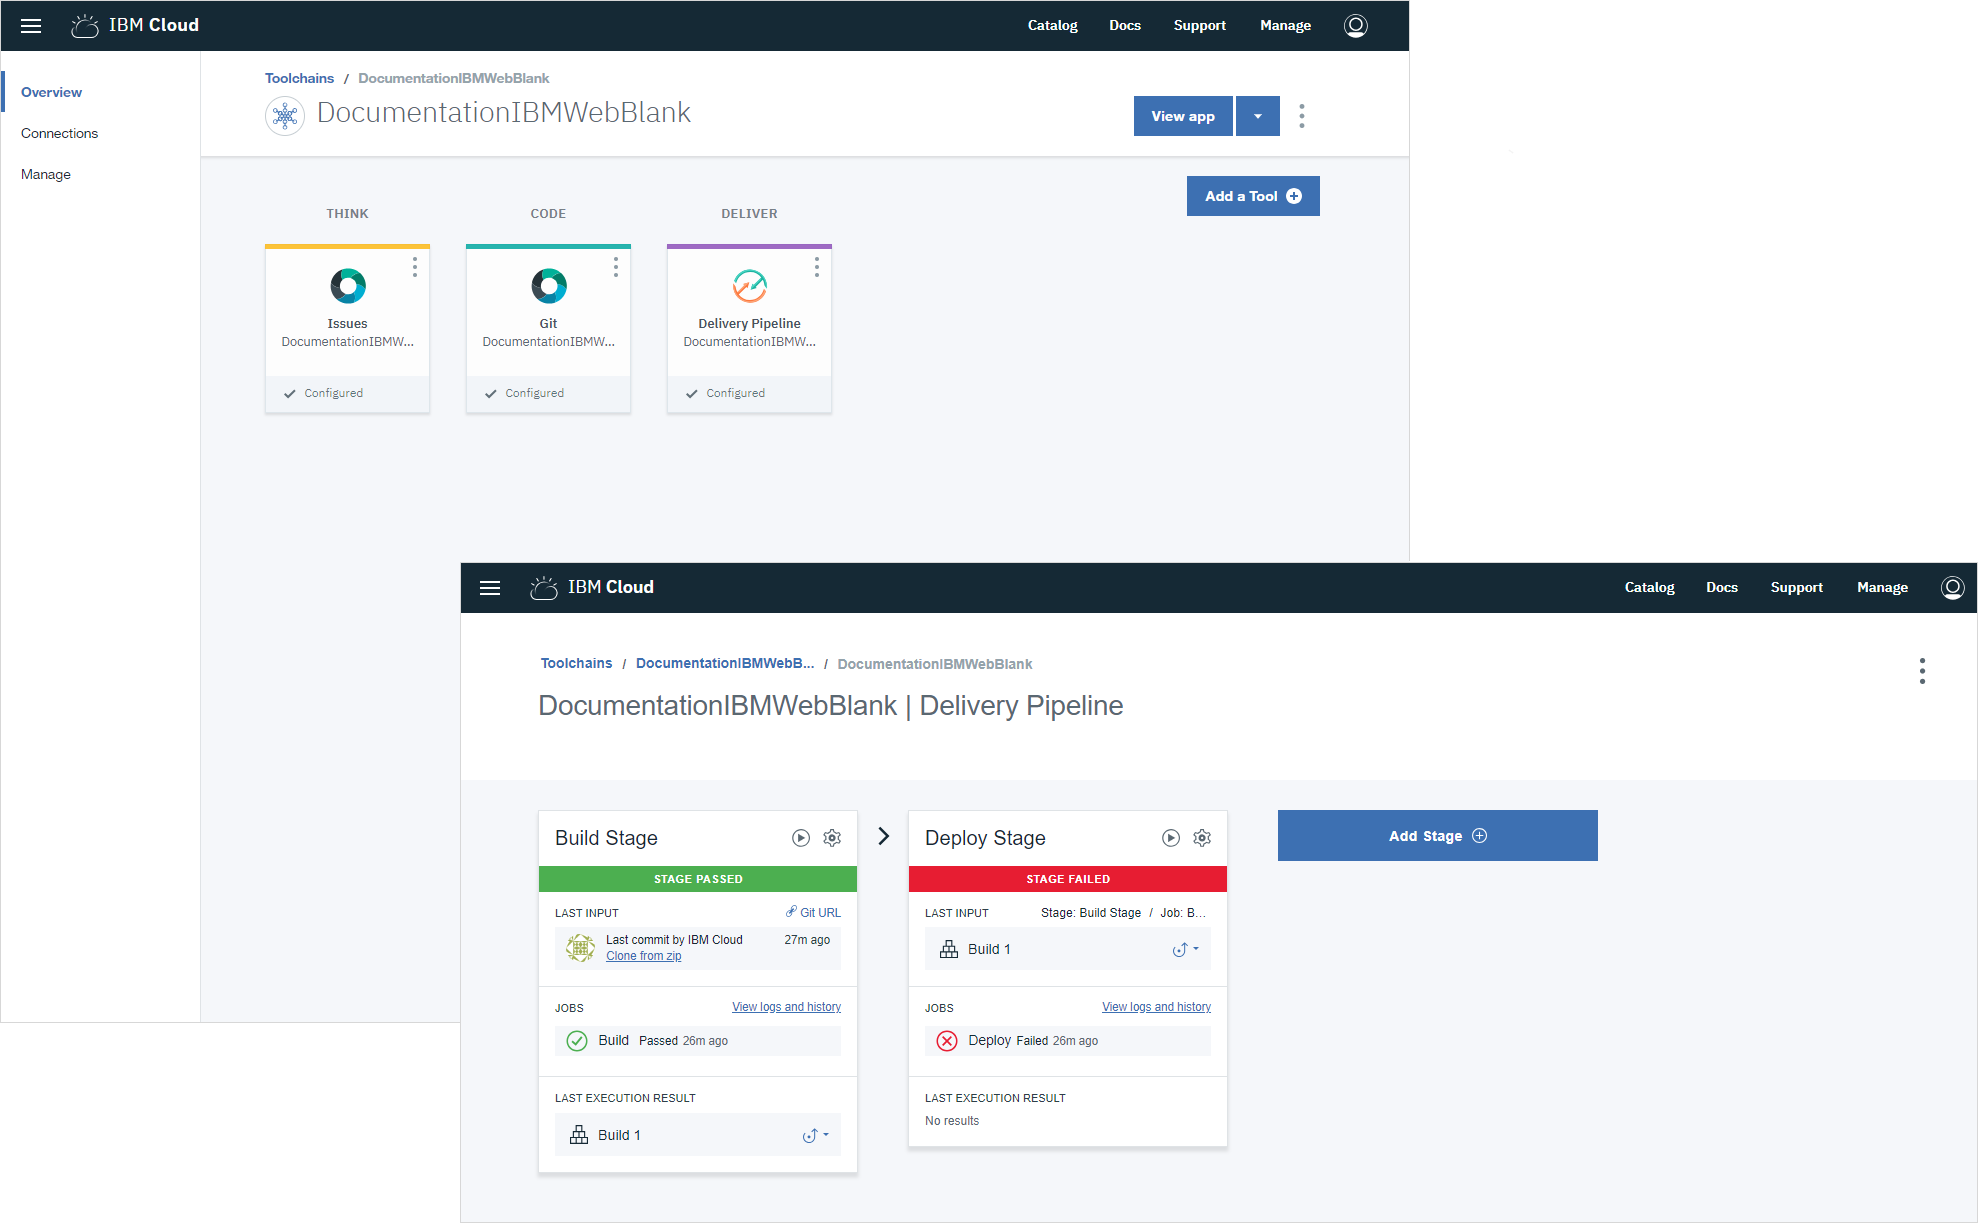 IBM Cloud
Catalog Docs Support Manage
Overview
Connections
Manage
Toolchains / DocumentationIBMWebBlank
DocumentationIBMWebBlank
View app
Add a Tool
THINK CODE DELIVER
Issues
DocumentationIBMW...
Configured
Git
DocumentationIBMW...
Configured
Delivery Pipeline
DocumentationIBMW...
Configured
IBM Cloud
Catalog Docs Support Manage
Toolchains / DocumentationIBMWebB... / DocumentationIBMWebBlank
DocumentationIBMWebBlank | Delivery Pipeline
Build Stage
STAGE PASSED
LAST INPUT Git URL
Last commit by IBM Cloud 27m ago
Clone from zip
JOBS View logs and history
Build Passed 26m ago
LAST EXECUTION RESULT
Build 1
Deploy Stage
STAGE FAILED
LAST INPUT Stage: Build Stage / Job: B...
Build 1
JOBS View logs and history
Deploy Failed 26m ago
LAST EXECUTION RESULT
No results
Add Stage